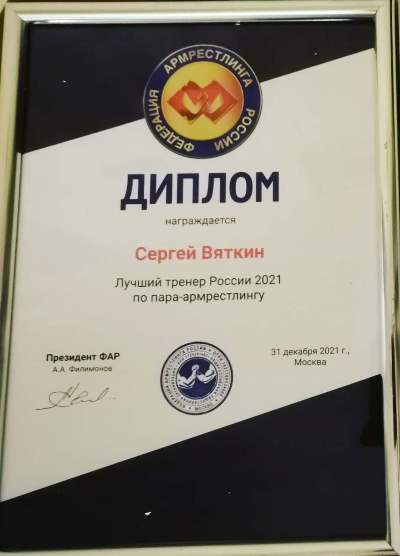 ФЕДЕРАЦИЯ АРМРЕСТЛИНГА РОССИИ
ДИПЛОМ
награждается
Сергей Вяткин
Лучший тренер России 2021
по пара-армрестлингу
Президент ФАР
А.А. Филимонов
31 декабря 2021 г.,
Москва